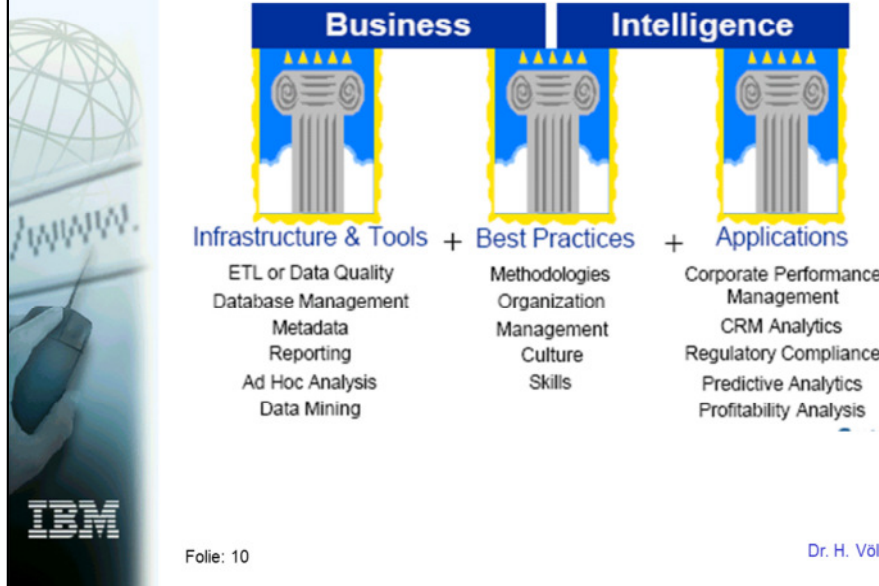 Business Intelligence
Infrastructure & Tools + Best Practices + Applications
ETL or Data Quality
Database Management
Metadata
Reporting
Ad Hoc Analysis
Data Mining
Methodologies
Organization
Management
Culture
Skills
Corporate Performance
Management
CRM Analytics
Regulatory Compliance
Predictive Analytics
Profitability Analysis
IBM
Folie: 10
Dr. H.